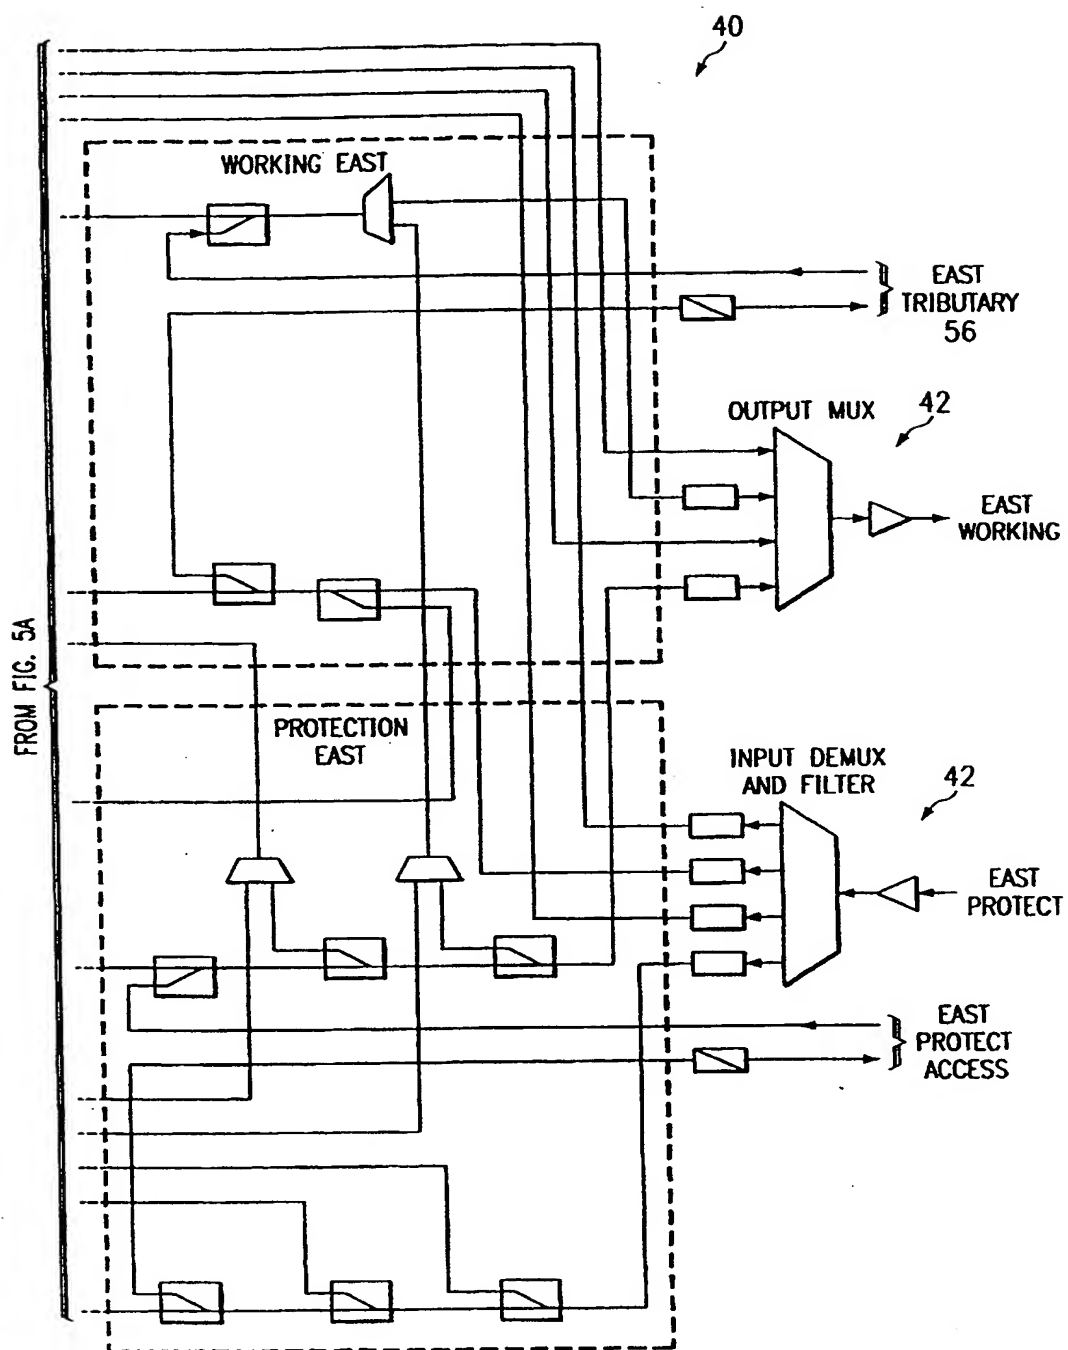 40
WORKING EAST
EAST
TRIBUTARY
56
OUTPUT MUX
42
EAST
WORKING
FROM FIG. 5A
PROTECTION
EAST
INPUT DEMUX
AND FILTER
42
EAST
PROTECT
EAST
PROTECT
ACCESS